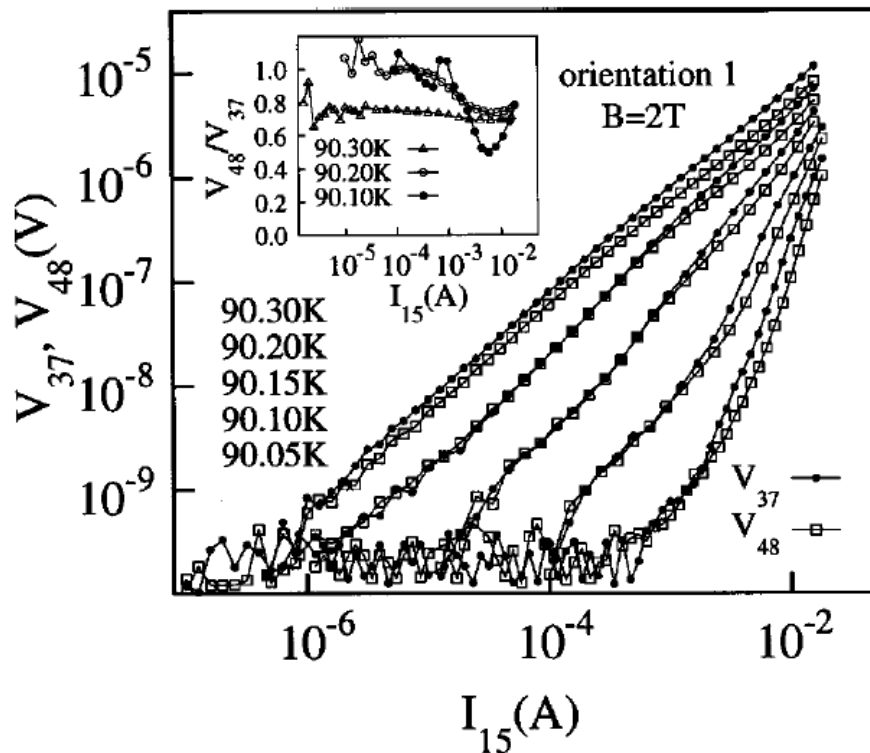 V₃₇, V₄₈(V)
10⁻⁵
10⁻⁶
10⁻⁷
10⁻⁸
10⁻⁹
10⁻⁶
10⁻⁴
10⁻²
I₁₅(A)
orientation 1
B=2T
V₄₈/V₃₇
1.0
0.8
0.6
0.4
0.2
0.0
10⁻⁵
10⁻⁴
10⁻³
10⁻²
I₁₅(A)
90.30K
90.20K
90.10K
90.30K
90.20K
90.15K
90.10K
90.05K
V₃₇
V₄₈